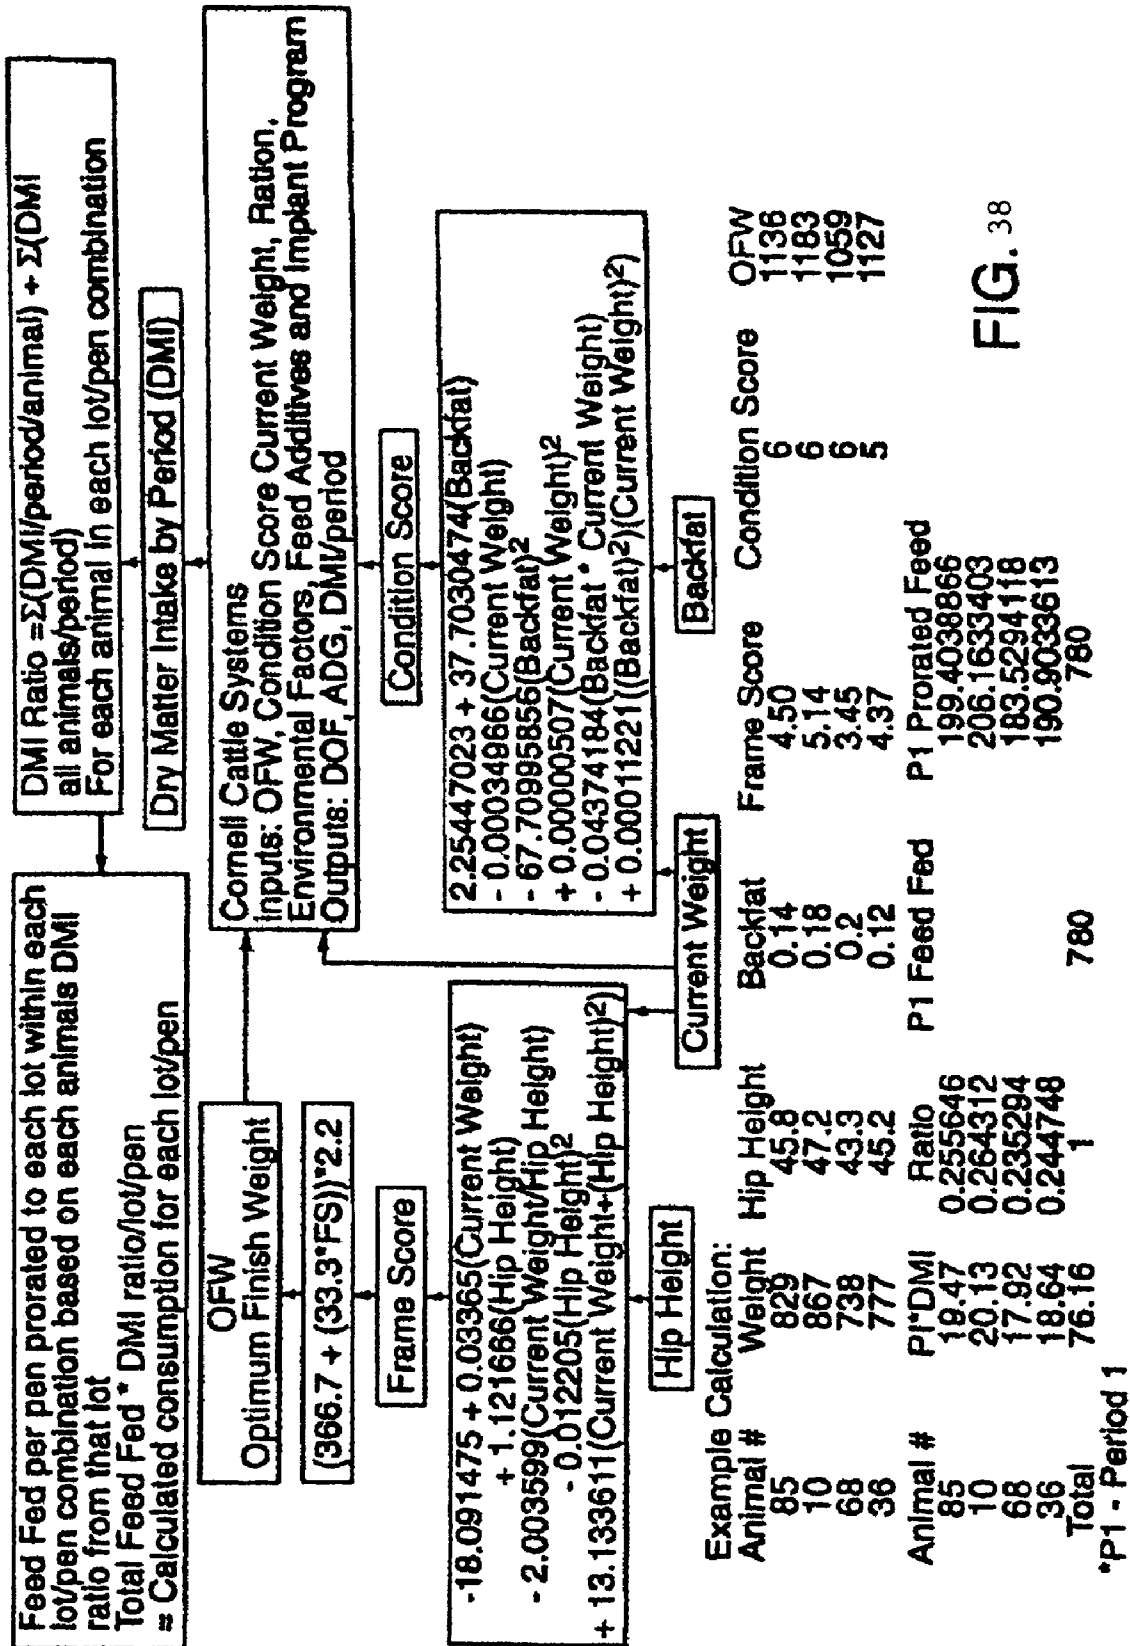 Feed Fed per pen prorated to each lot within each
lot/pen combination based on each animals DMI
ratio from that lot
Total Feed Fed * DMI ratio/lot/pen
= Calculated consumption for each lot/pen
DMI Ratio =Σ(DMI/period/animal) ÷ Σ(DMI
all animals/period)
For each animal in each lot/pen combination
Dry Matter Intake by Period (DMI)
OFW
Optimum Finish Weight
Cornell Cattle Systems
Inputs: OFW, Condition Score Current Weight, Ration,
Environmental Factors, Feed Additives and Implant Program
Outputs: DOF, ADG, DMI/period
(366.7 + (33.3*FS))*2.2
Frame Score
Condition Score
-18.091475 + 0.03365(Current Weight)
+ 1.121666(Hip Height)
- 2.003599(Current Weight/Hip Height)
- 0.012205(Hip Height)2
+ 13.133611(Current Weight÷(Hip Height)2)
2.25447023 + 37.7030474(Backfat)
- 0.00034966(Current Weight)
- 67.70995856(Backfat)2
+ 0.00000507(Current Weight)2
- 0.04374184(Backfat * Current Weight)
+ 0.00011221((Backfat)2)(Current Weight)2)
Hip Height
Current Weight
Backfat
Example Calculation:
Animal # Weight Hip Height Backfat Frame Score Condition Score OFW
85 829 45.8 0.14 4.50 6 1136
10 867 47.2 0.18 5.14 6 1183
68 738 43.3 0.2 3.45 6 1059
36 777 45.2 0.12 4.37 5 1127
Animal # PI*DMI Ratio P1 Feed Fed P1 Prorated Feed
85 19.47 0.255646 199.4038866
10 20.13 0.264312 206.1633403
68 17.92 0.235294 183.5294118
36 18.64 0.244748 190.9033613
Total 76.16 1 780 780
*P1 - Period 1
FIG. 38